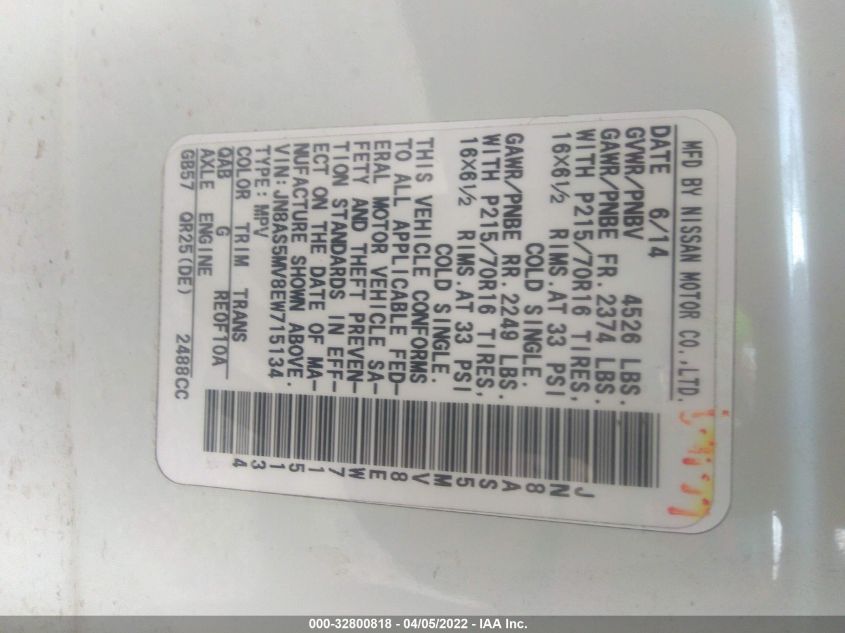 MFD BY NISSAN MOTOR CO.,LTD.
DATE 6/14
GVWR/PNBV 4526 LBS.
GAWR/PNBE FR. 2374 LBS.
WITH P215/70R16 TIRES,
16X6½ RIMS.AT 33 PSI
COLD SINGLE.
GAWR/PNBE RR. 2249 LBS.
WITH P215/70R16 TIRES,
16X6½ RIMS.AT 33 PSI
COLD SINGLE.
THIS VEHICLE CONFORMS
TO ALL APPLICABLE FED-
ERAL MOTOR VEHICLE SA-
FETY AND THEFT PREVEN-
TION STANDARDS IN EFF-
ECT ON THE DATE OF MA-
NUFACTURE SHOWN ABOVE.
VIN:JN8AS5MV8EW715134
TYPE:MPV
COLOR TRIM TRANS
QAB G RE0F10A
AXLE ENGINE
GB57 QR25(DE) 2488CC
JN8AS5MV8EW715134
000-32800818 - 04/05/2022 - IAA Inc.